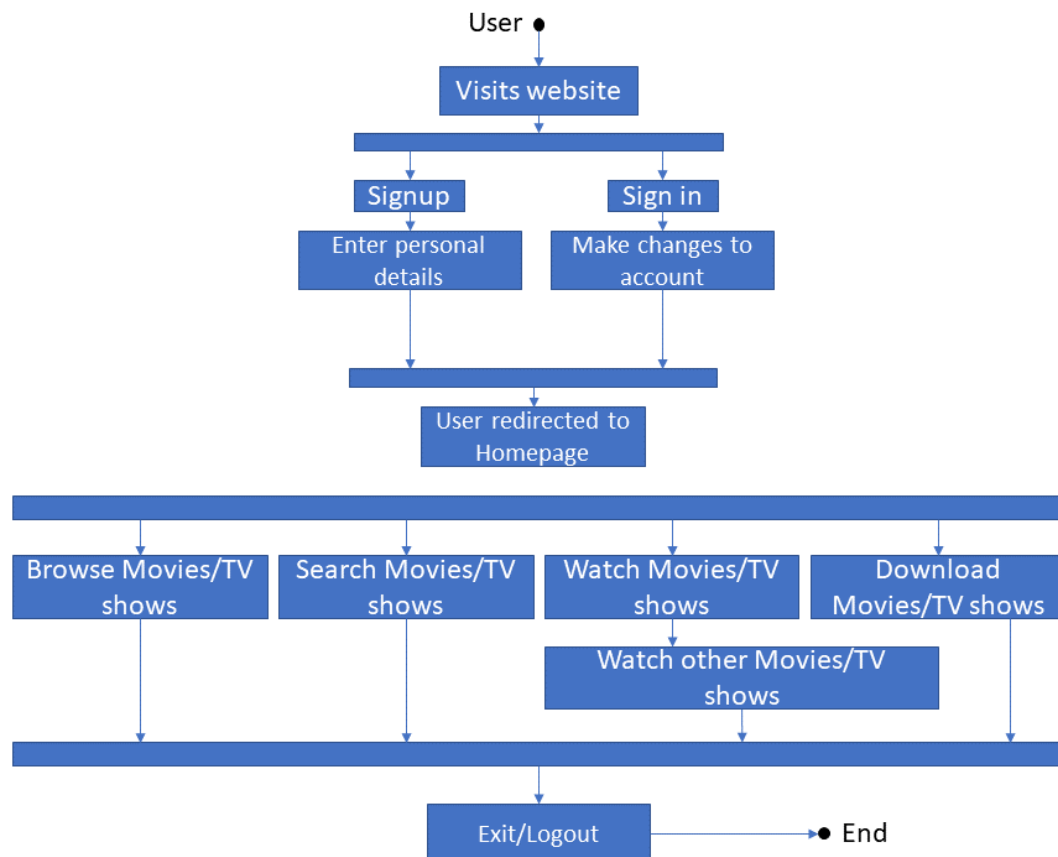 User
Visits website
Signup
Sign in
Enter personal
details
Make changes to
account
User redirected to
Homepage
Browse Movies/TV
shows
Search Movies/TV
shows
Watch Movies/TV
shows
Download
Movies/TV shows
Watch other Movies/TV
shows
Exit/Logout
End